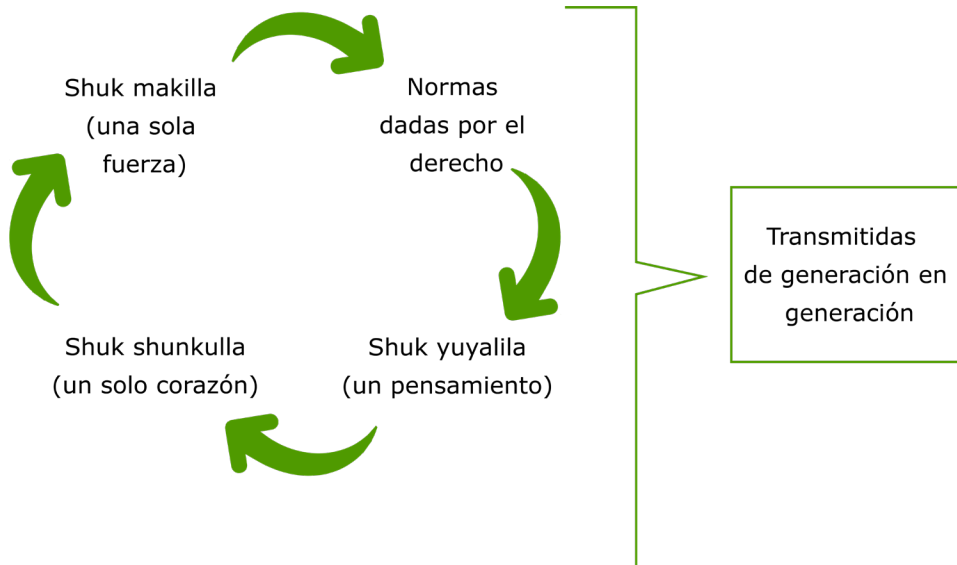 Shuk makilla
(una sola
fuerza)
Normas
dadas por el
derecho
Shuk shunkulla
(un solo corazón)
Shuk yuyalila
(un pensamiento)
Transmitidas
de generación en
generación